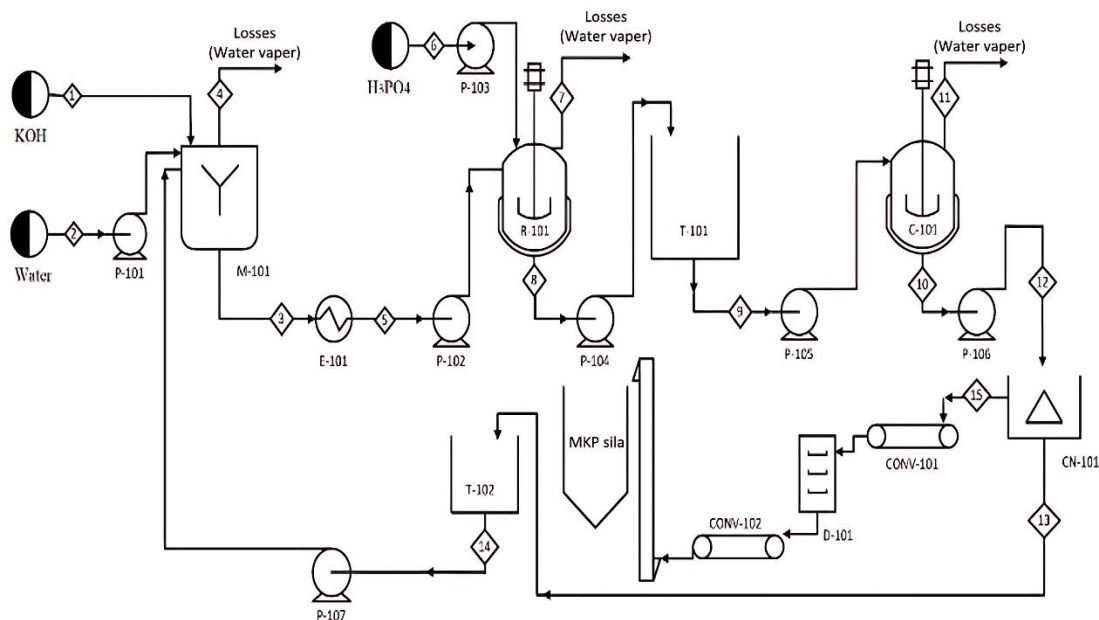 Losses
(Water vaper)
Losses
(Water vaper)
Losses
(Water vaper)
6
H3PO4
P-103
1
KOH
4
7
11
2
Water
P-101
M-101
R-101
T-101
C-101
3
E-101
5
P-102
8
P-104
9
P-105
10
P-106
12
MKP sila
15
CONV-101
CN-101
T-102
CONV-102
D-101
13
14
P-107